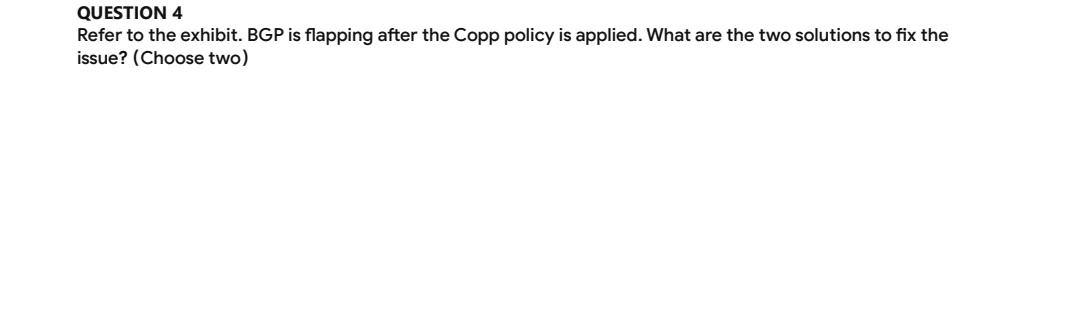 QUESTION 4
Refer to the exhibit. BGP is flapping after the Copp policy is applied. What are the two solutions to fix the
issue? (Choose two)